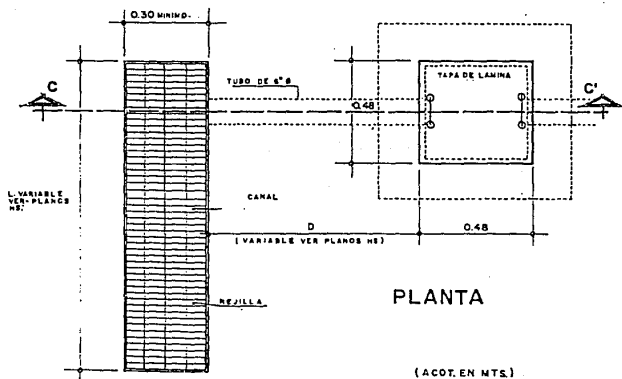 0.30 MINIMO.
C
TUBO DE 6" Ø
TAPA DE LAMINA
C'
0.48
L. VARIABLE
VER-PLANOS
HS.
CANAL
D
(VARIABLE VER PLANOS HS)
0.48
REJILLA
PLANTA
(ACOT. EN MTS.)